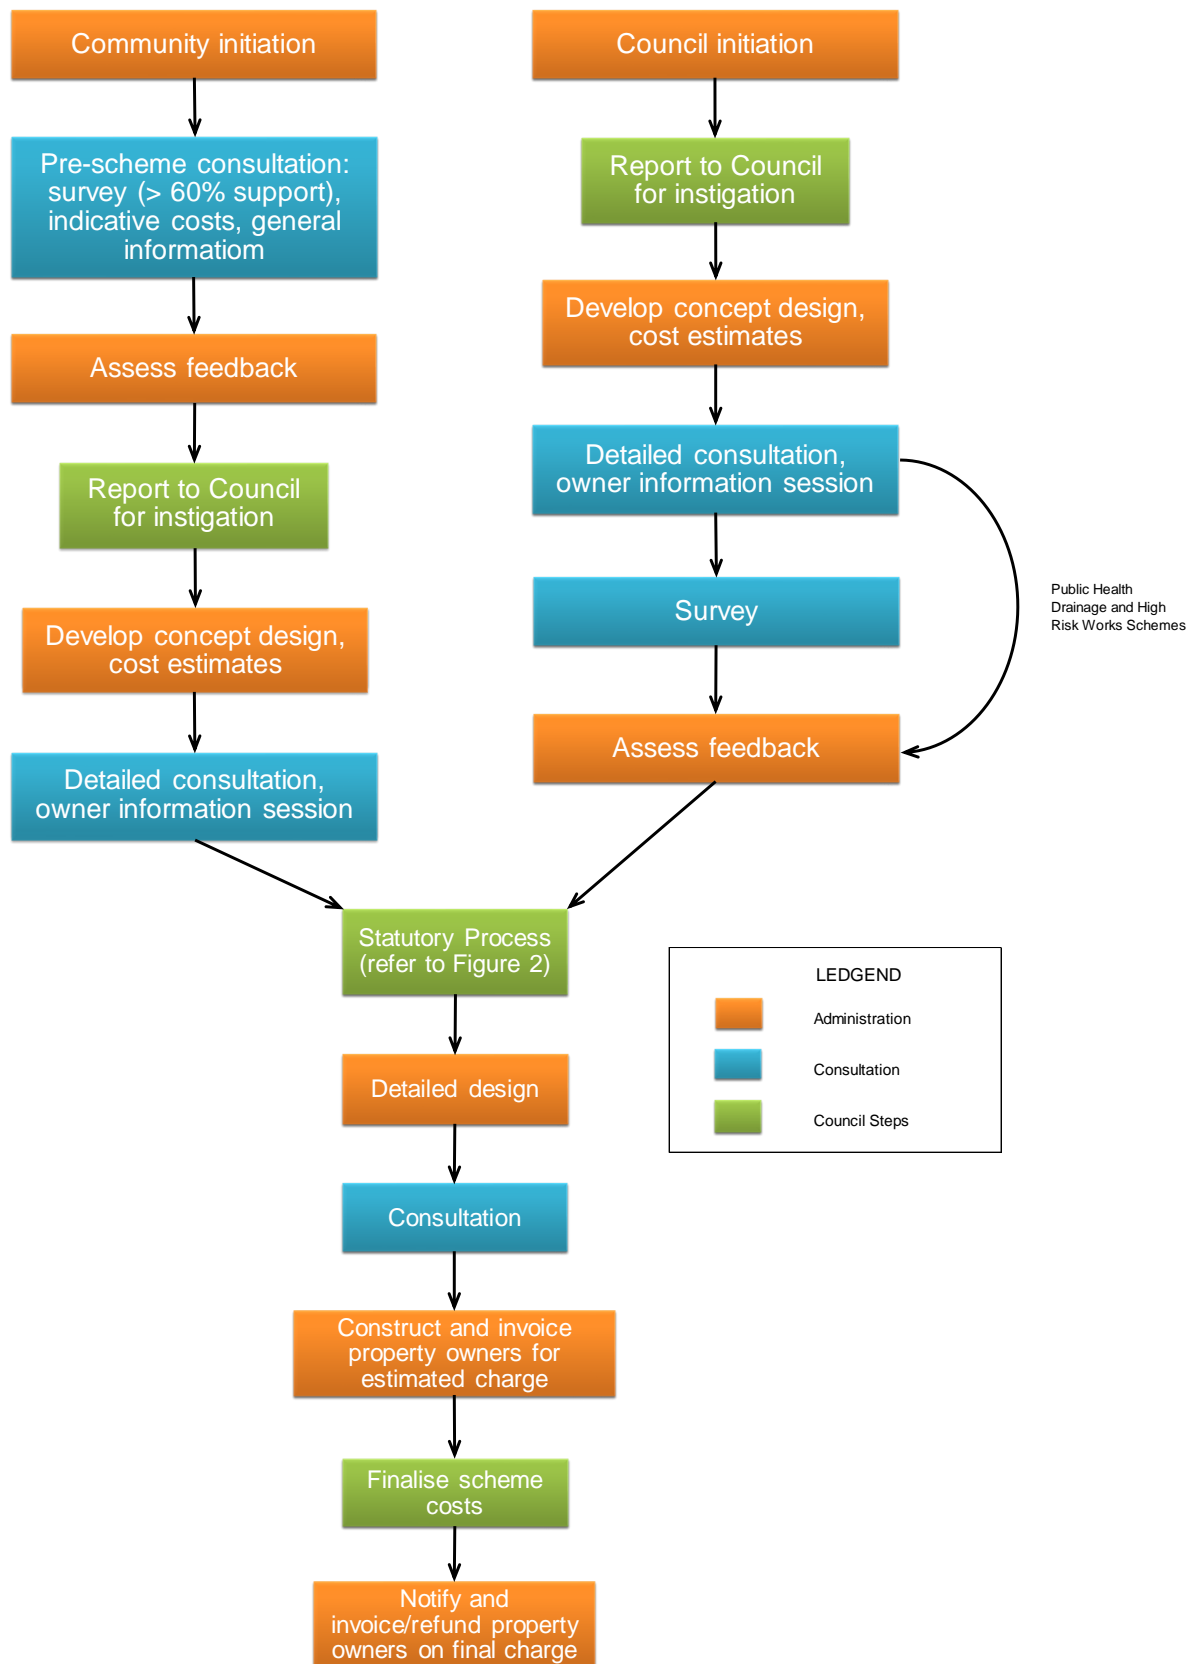 Community initiation
Pre-scheme consultation:
survey (> 60% support),
indicative costs, general
informatiom
Assess feedback
Report to Council
for instigation
Develop concept design,
cost estimates
Detailed consultation,
owner information session
Council initiation
Report to Council
for instigation
Develop concept design,
cost estimates
Detailed consultation,
owner information session
Survey
Assess feedback
Public Health
Drainage and High
Risk Works Schemes
Statutory Process
(refer to Figure 2)
Detailed design
Consultation
Construct and invoice
property owners for
estimated charge
Finalise scheme
costs
Notify and
invoice/refund property
owners on final charge
LEDGEND
Administration
Consultation
Council Steps